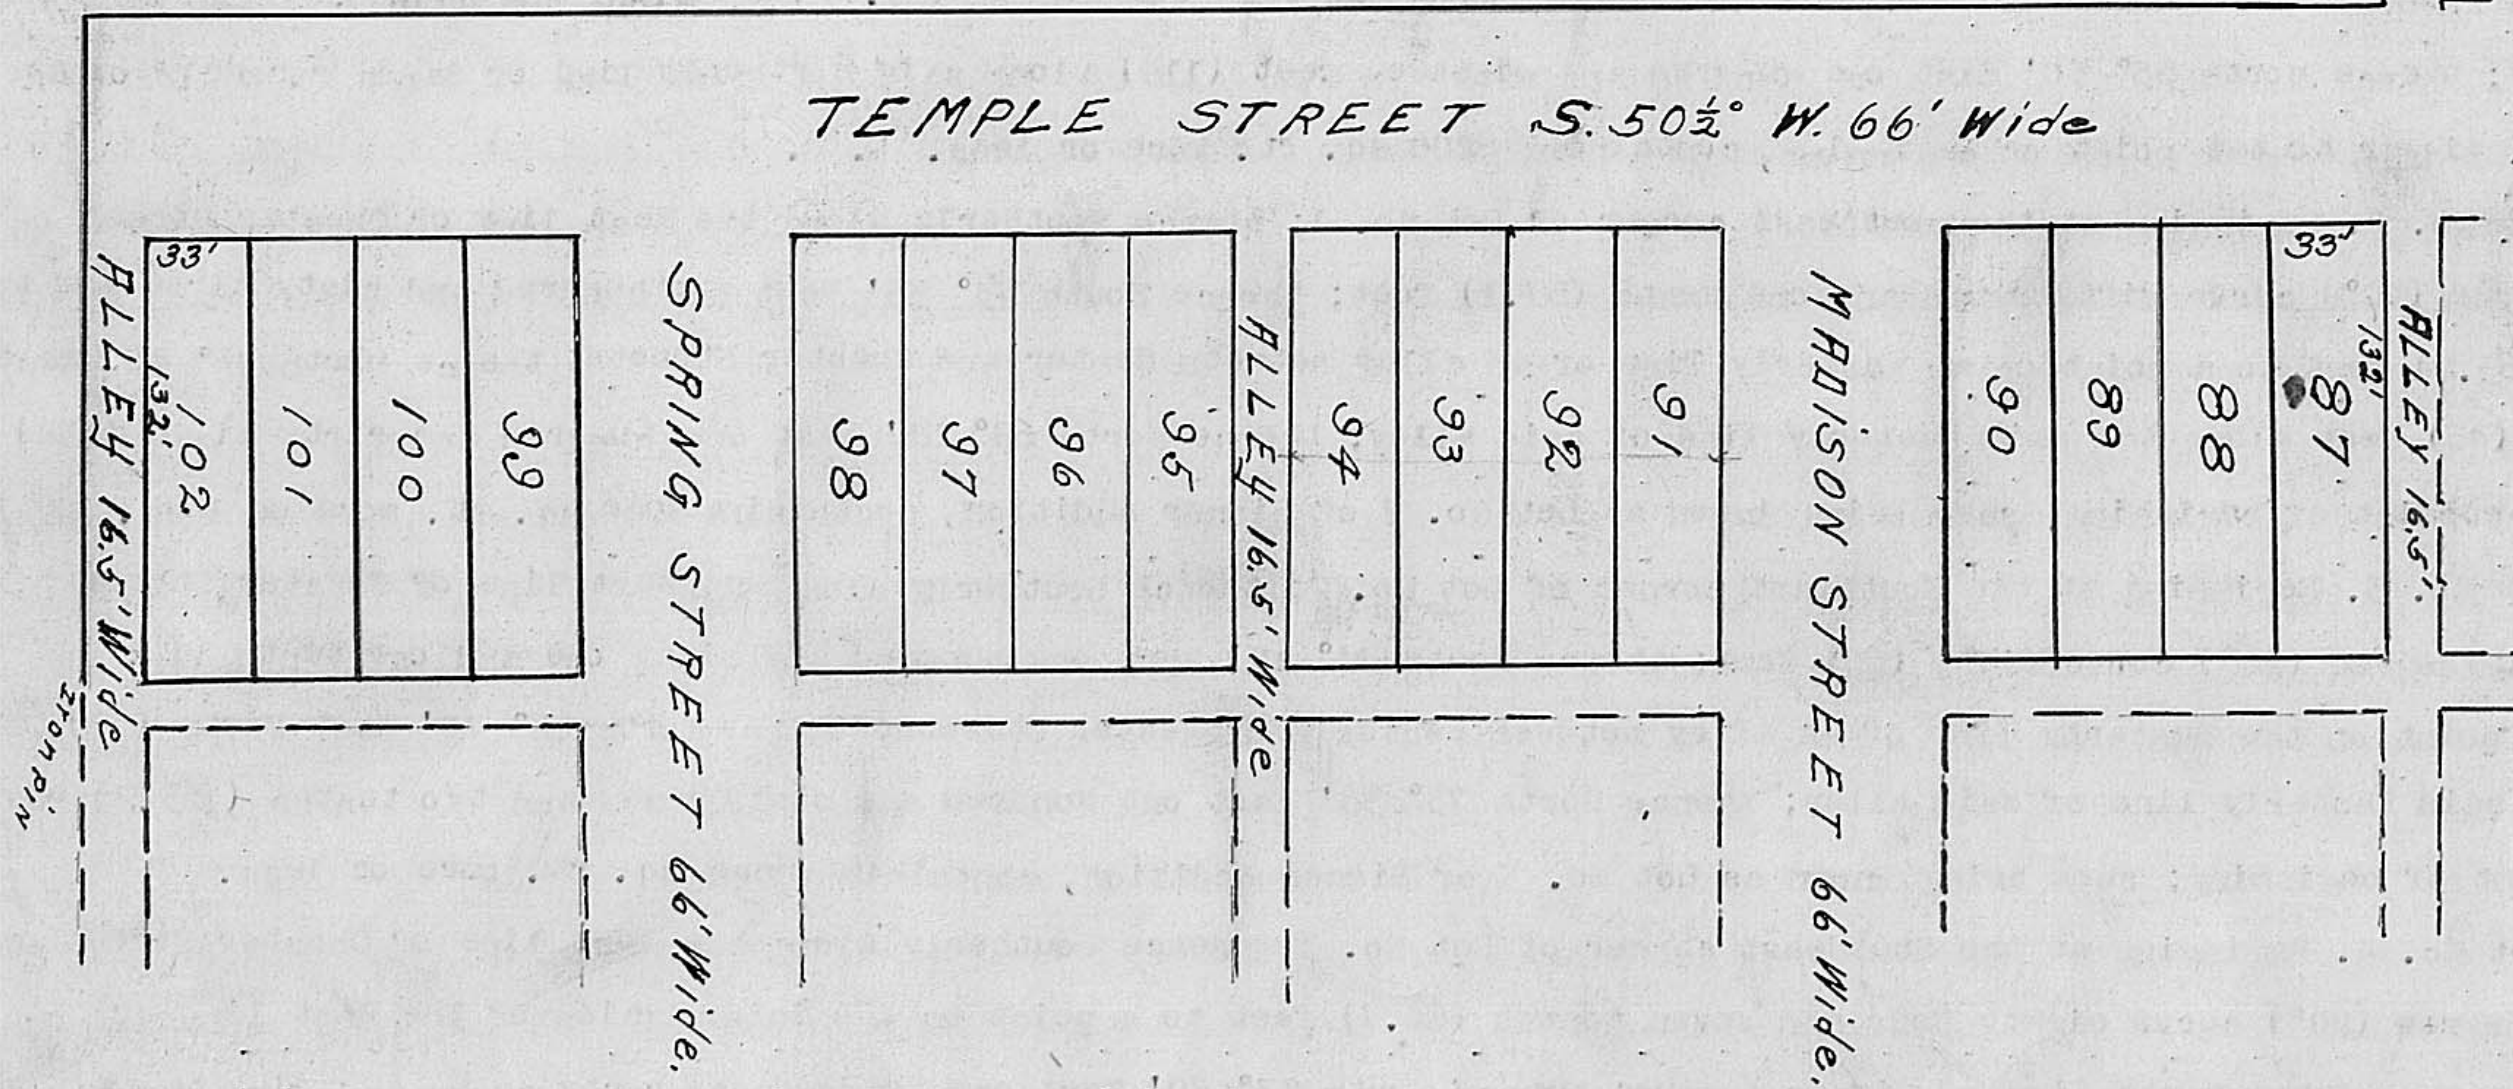 TEMPLE STREET S. 50½° W. 66' Wide
ALLEY 16.5' Wide
33'
132'
102
101
100
99
SPRING STREET 66' Wide.
98
97
96
95
ALLEY 16.5' Wide
94
93
92
91
MADISON STREET 66' Wide.
90
89
88
33'
87
132'
ALLEY 16.5'
Iron Pin